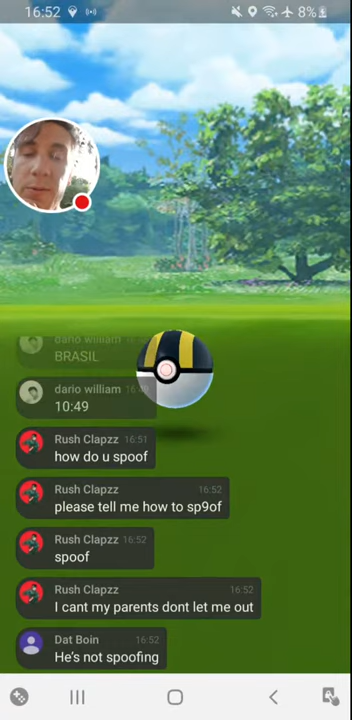 16:52
8%
dario william
BRASIL
dario william
10:49
Rush Clapzz 16:51
how do u spoof
Rush Clapzz 16:52
please tell me how to sp9of
Rush Clapzz 16:52
spoof
Rush Clapzz 16:52
I cant my parents dont let me out
Dat Boin 16:52
He's not spoofing